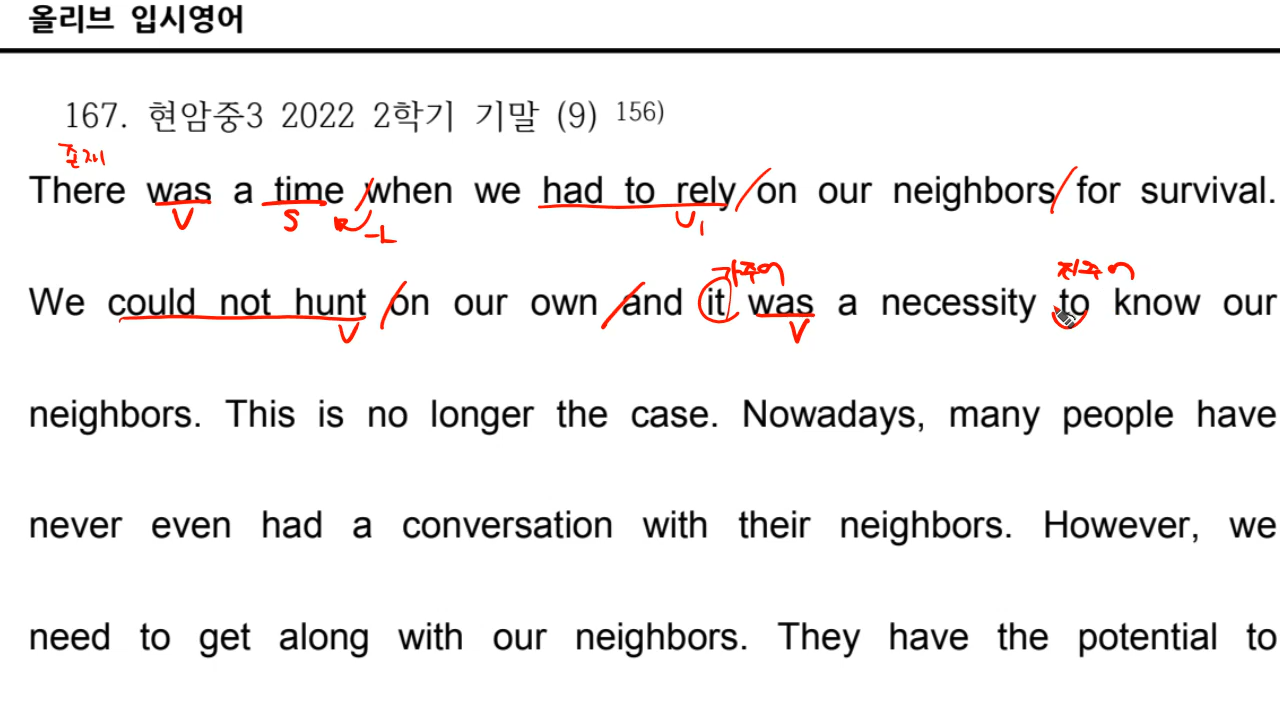 올리브 입시영어
167. 현암중3 2022 2학기 기말 (9) 156)
존재
There was a time when we had to rely on our neighbors for survival.
V S V1
가주어 진주어
We could not hunt on our own and it was a necessity to know our
V V
neighbors. This is no longer the case. Nowadays, many people have
never even had a conversation with their neighbors. However, we
need to get along with our neighbors. They have the potential to